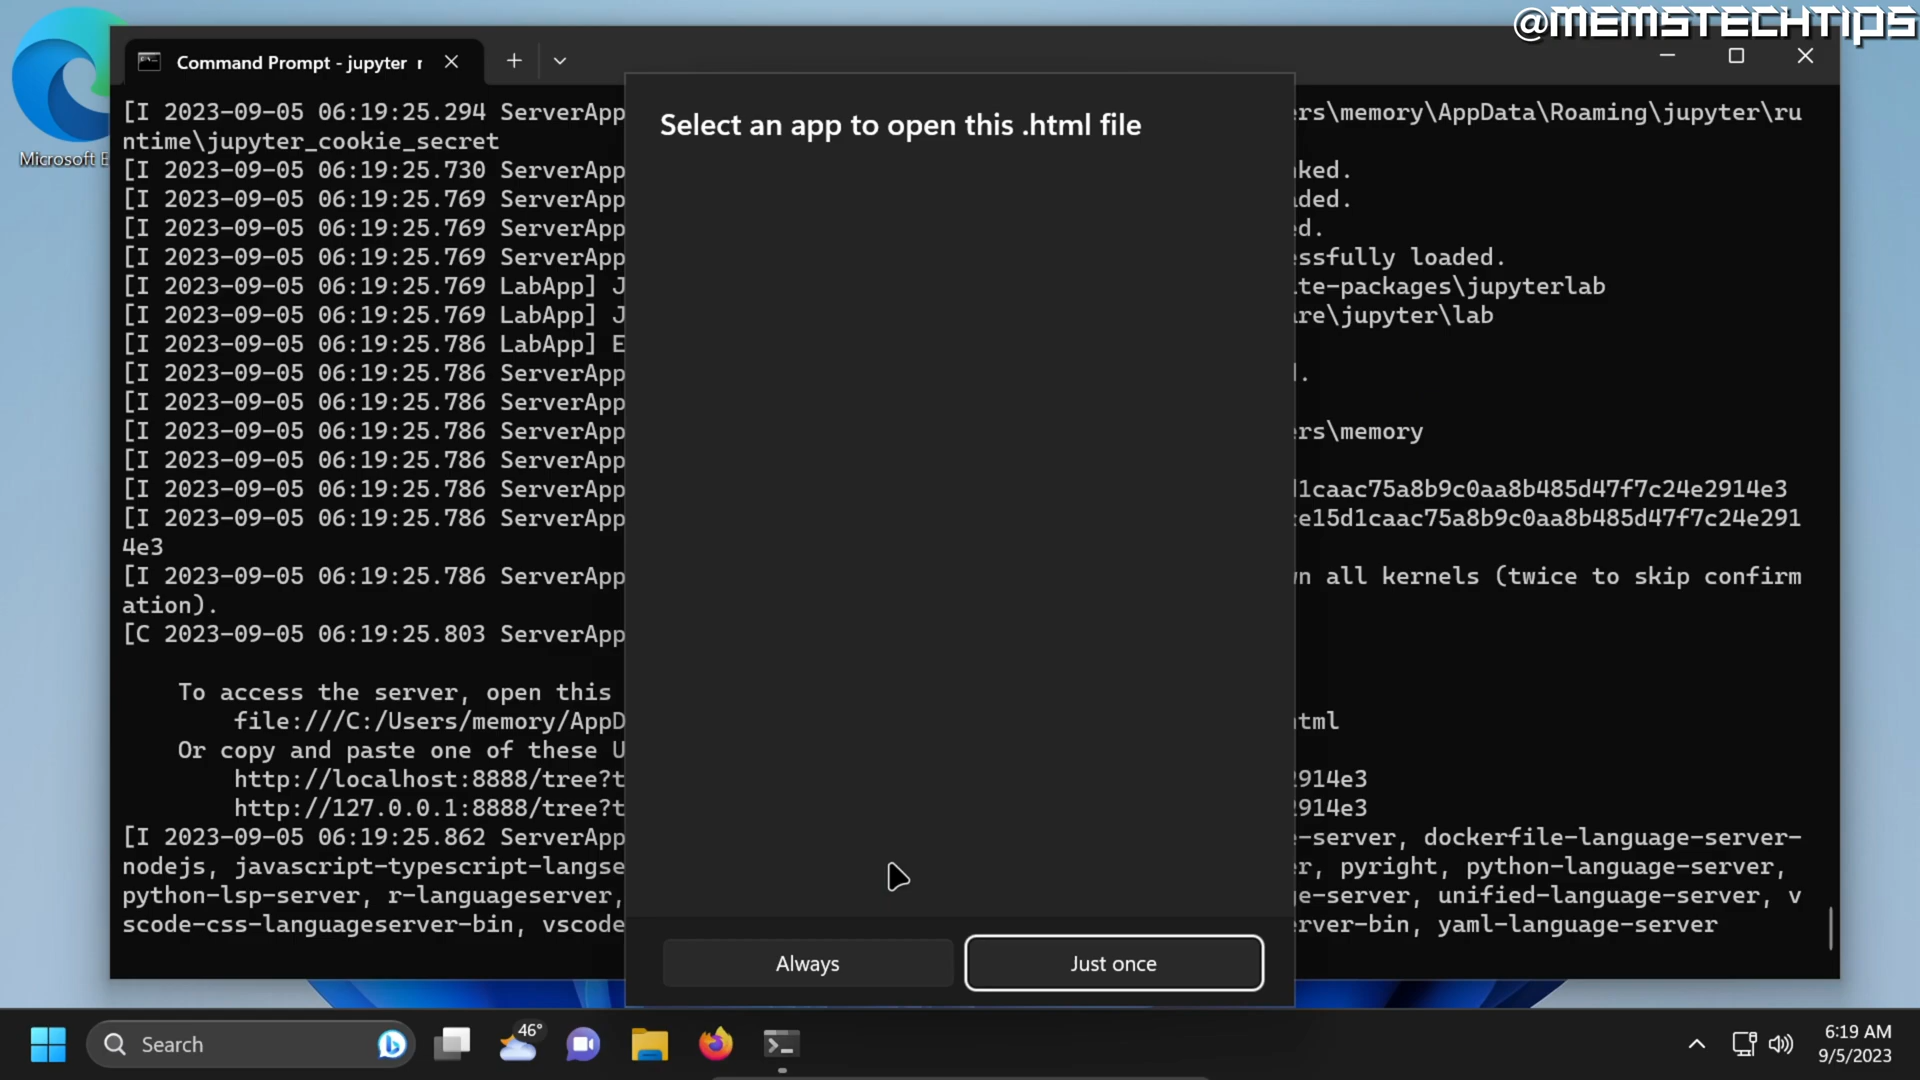 @MEMSTECHTIPS
Microsoft E
Command Prompt - jupyter
Select an app to open this .html file
[I 2023-09-05 06:19:25.294 ServerApp rs\memory\AppData\Roaming\jupyter\ru
ntime\jupyter_cookie_secret
[I 2023-09-05 06:19:25.730 ServerApp ked.
[I 2023-09-05 06:19:25.769 ServerApp ded.
[I 2023-09-05 06:19:25.769 ServerApp d.
[I 2023-09-05 06:19:25.769 ServerApp ssfully loaded.
[I 2023-09-05 06:19:25.769 LabApp] J te-packages\jupyterlab
[I 2023-09-05 06:19:25.769 LabApp] J re\jupyter\lab
[I 2023-09-05 06:19:25.786 LabApp] E
[I 2023-09-05 06:19:25.786 ServerApp .
[I 2023-09-05 06:19:25.786 ServerApp
[I 2023-09-05 06:19:25.786 ServerApp rs\memory
[I 2023-09-05 06:19:25.786 ServerApp
[I 2023-09-05 06:19:25.786 ServerApp 1caac75a8b9c0aa8b485d47f7c24e2914e3
[I 2023-09-05 06:19:25.786 ServerApp e15d1caac75a8b9c0aa8b485d47f7c24e291
4e3
[I 2023-09-05 06:19:25.786 ServerApp n all kernels (twice to skip confirm
ation).
[C 2023-09-05 06:19:25.803 ServerApp
To access the server, open this
file:///C:/Users/memory/AppD tml
Or copy and paste one of these U
http://localhost:8888/tree?t 914e3
http://127.0.0.1:8888/tree?t 914e3
[I 2023-09-05 06:19:25.862 ServerApp -server, dockerfile-language-server-
nodejs, javascript-typescript-langse r, pyright, python-language-server,
python-lsp-server, r-languageserver, e-server, unified-language-server, v
scode-css-languageserver-bin, vscode rver-bin, yaml-language-server
Always
Just once
Search
46°
6:19 AM
9/5/2023